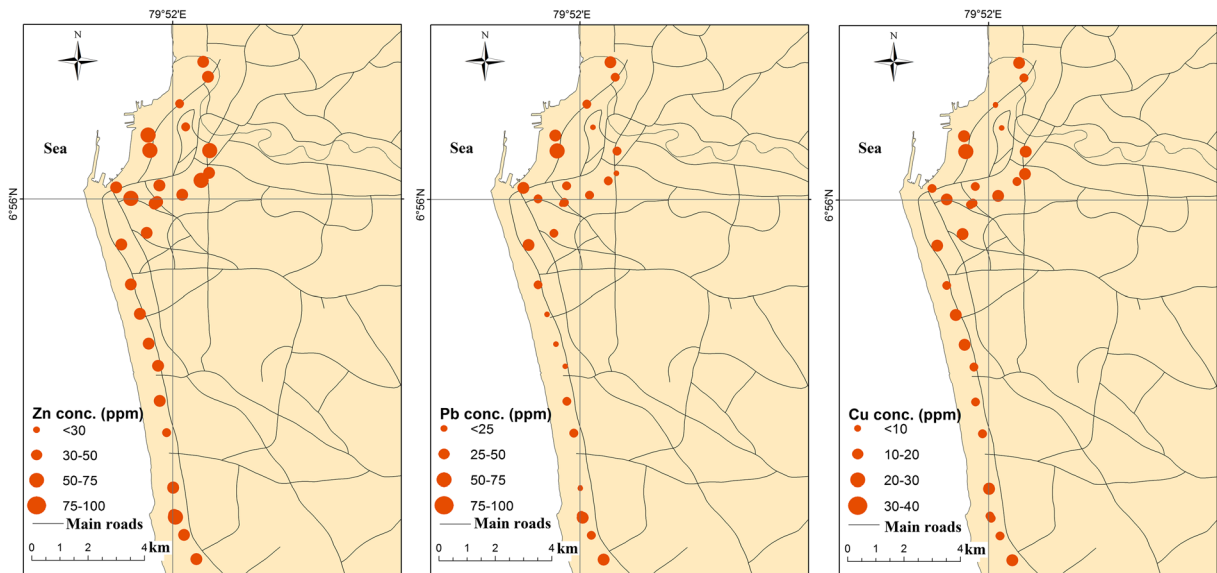 79°52'E
N
Sea
6°56'N
Zn conc. (ppm)
<30
30-50
50-75
75-100
Main roads
0 2 4 km
79°52'E
N
Sea
6°56'N
Pb conc. (ppm)
<25
25-50
50-75
75-100
Main roads
0 2 4 km
79°52'E
N
Sea
6°56'N
Cu conc. (ppm)
<10
10-20
20-30
30-40
Main roads
0 2 4 km